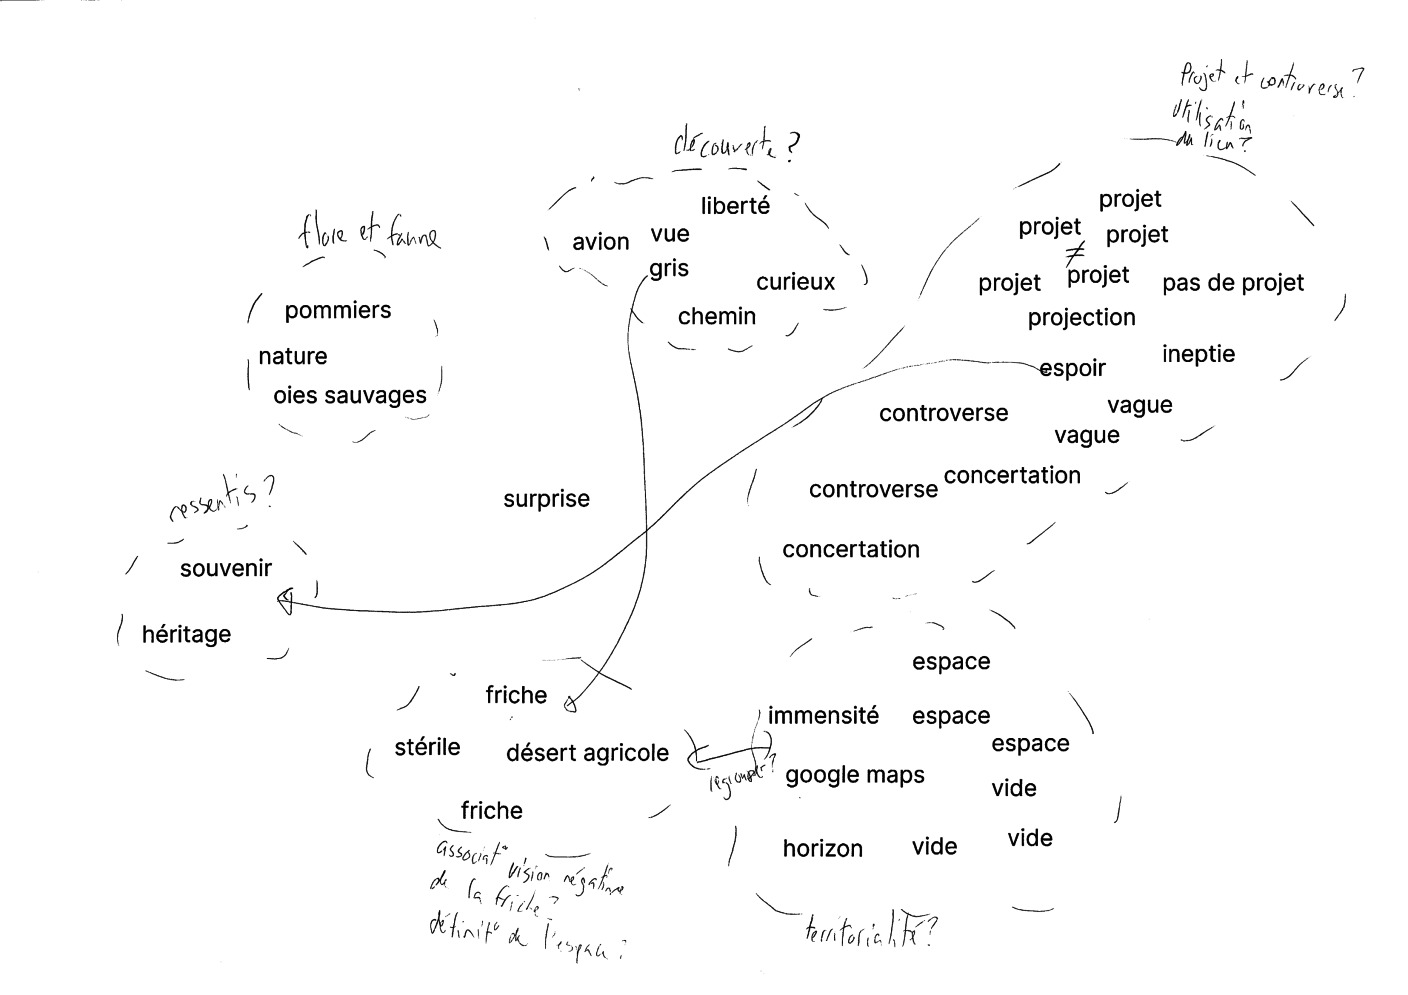 Projet et controverse ?
Utilisation
du lieu ?
projet
projet
projet
≠
projet
projet
pas de projet
projection
espoir
ineptie
controverse
vague
vague
controverse
concertation
concertation
découverte ?
liberté
avion
vue
gris
curieux
chemin
flore et faune
pommiers
nature
oies sauvages
surprise
ressentis ?
souvenir
héritage
friche
stérile
désert agricole
friche
associat° vision négative
de la friche ?
définit° de l'espace ?
regrouper ?
espace
immensité
espace
espace
google maps
vide
horizon
vide
vide
territorialité ?